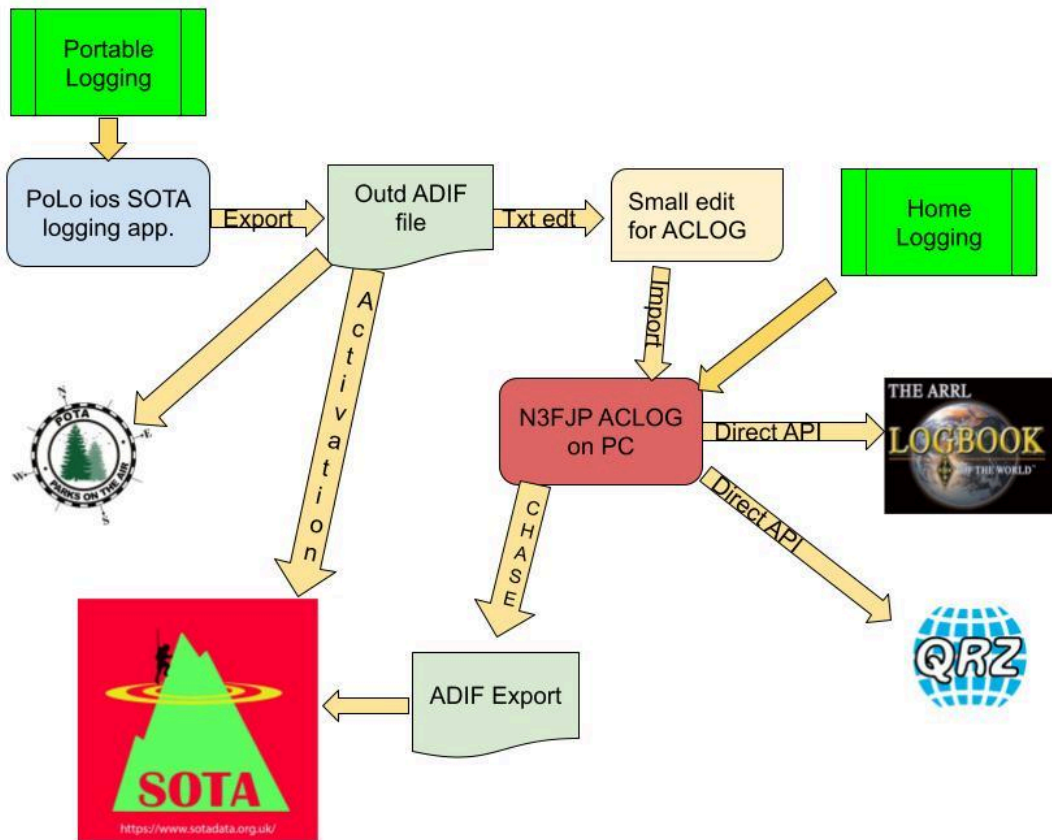 Portable
Logging
PoLo ios SOTA
logging app.
Export
Outd ADIF
file
Txt edt
Small edit
for ACLOG
Home
Logging
Import
Activation
N
POTA
E
W
PARKS ON THE AIR
S
N3FJP ACLOG
on PC
Direct API
THE ARRL
LOGBOOK
OF THE WORLD™
Direct API
CHASE
QRZ
ADIF Export
SOTA
https://www.sotadata.org.uk/